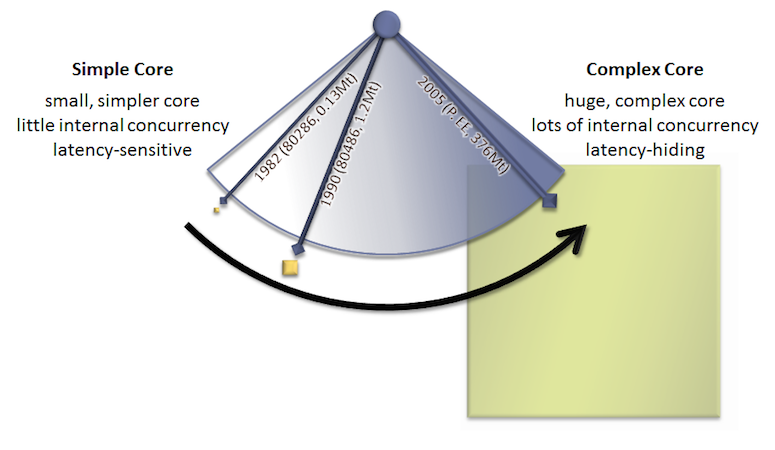 Simple Core
small, simpler core
little internal concurrency
latency-sensitive
1982 (80286, 0.13Mt)
1990 (80486, 1.2Mt)
2005 (P. EE, 376Mt)
Complex Core
huge, complex core
lots of internal concurrency
latency-hiding